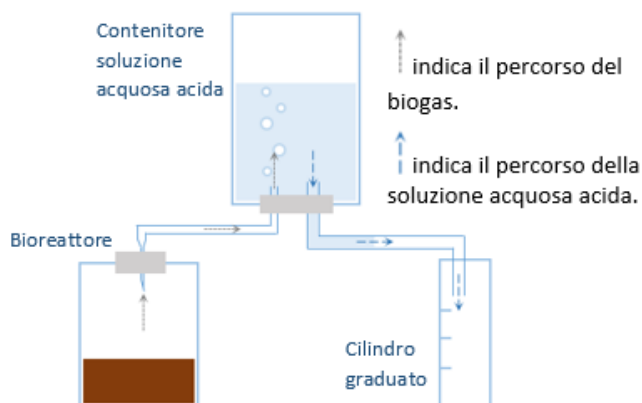 Contenitore
soluzione
acquosa acida
indica il percorso del
biogas.
indica il percorso della
soluzione acquosa acida.
Bioreattore
Cilindro
graduato